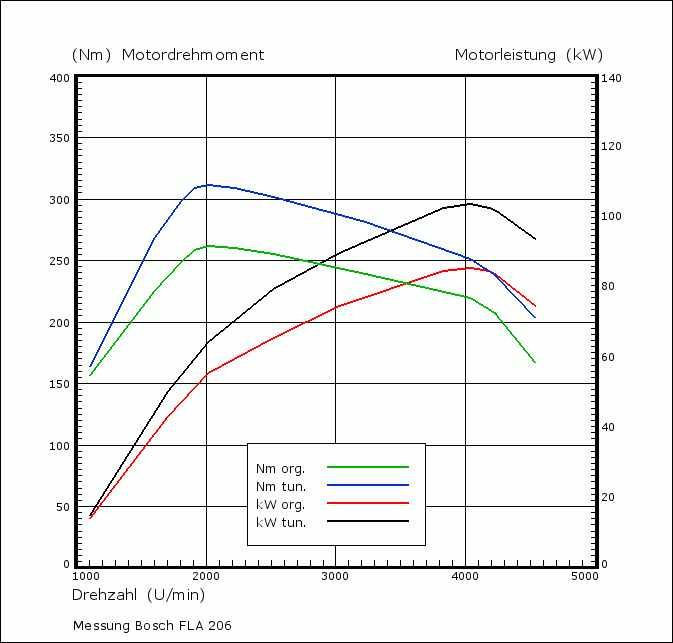 (Nm) Motordrehmoment
Motorleistung (kW)
400
350
300
250
200
150
100
50
0
140
120
100
80
60
40
20
0
Nm org.
Nm tun.
kW org.
kW tun.
1000 2000 3000 4000 5000
Drehzahl (U/min)
Messung Bosch FLA 206